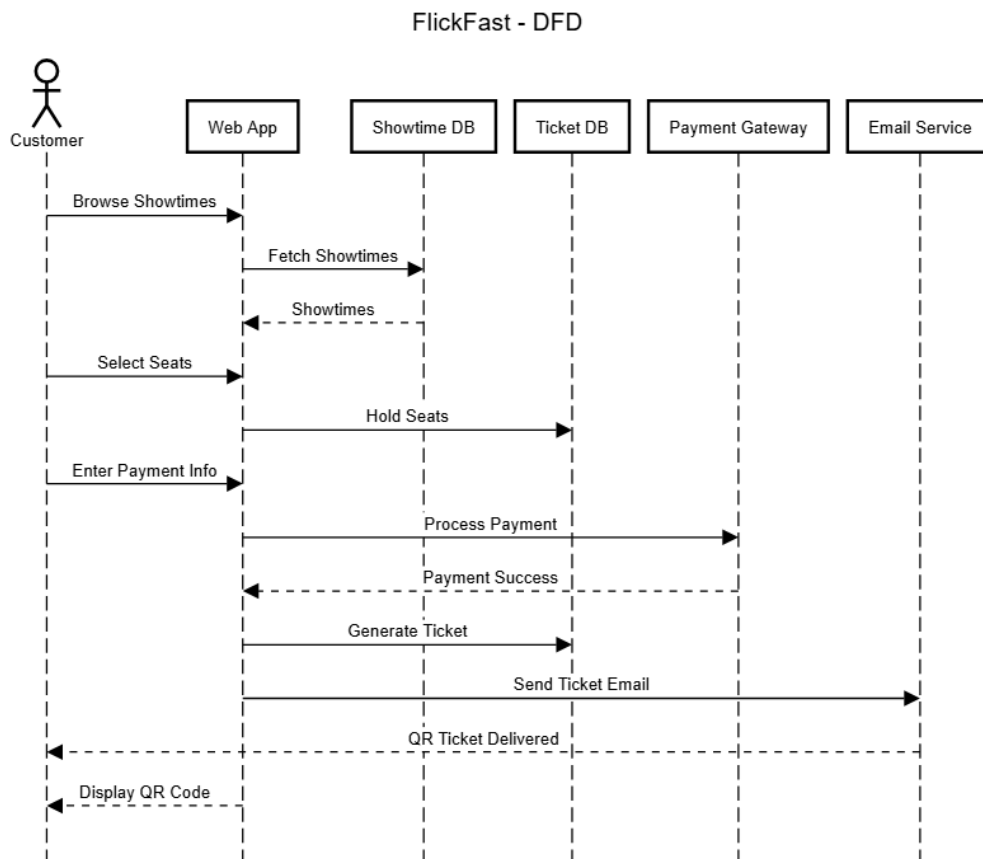 FlickFast - DFD
Customer
Web App
Showtime DB
Ticket DB
Payment Gateway
Email Service
Browse Showtimes
Fetch Showtimes
Showtimes
Select Seats
Hold Seats
Enter Payment Info
Process Payment
Payment Success
Generate Ticket
Send Ticket Email
QR Ticket Delivered
Display QR Code